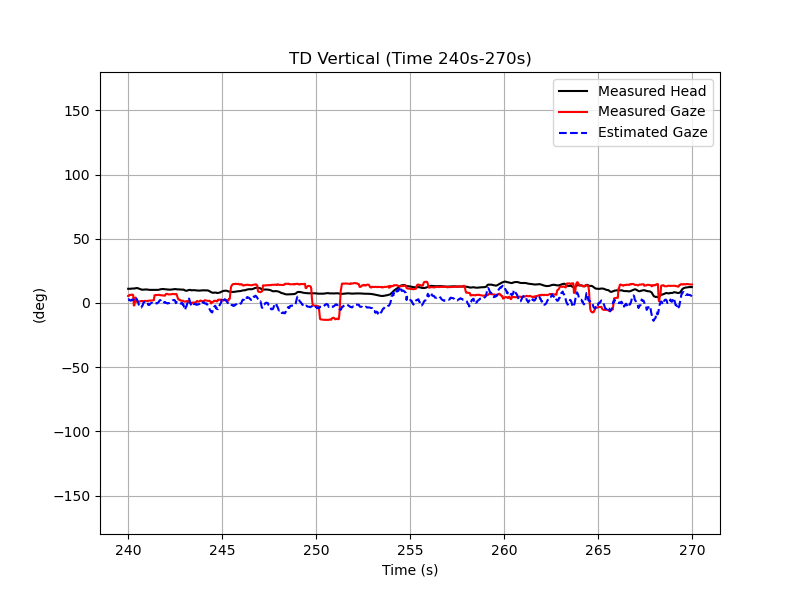 TD Vertical (Time 240s-270s)
Measured Head
Measured Gaze
Estimated Gaze
150
100
50
0
−50
−100
−150
(deg)
240 245 250 255 260 265 270
Time (s)